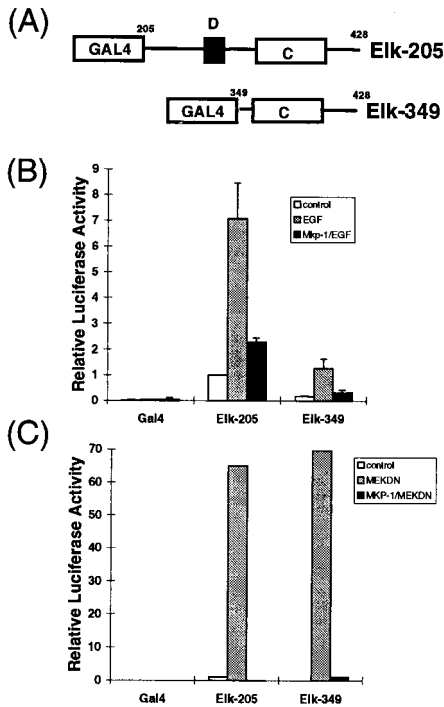 (A)
D
GAL4 205 C 428 Elk-205
GAL4 349 C 428 Elk-349
(B)
Relative Luciferase Activity
9
8
7
6
5
4
3
2
1
0
control
EGF
Mkp-1/EGF
Gal4 Elk-205 Elk-349
(C)
Relative Luciferase Activity
70
60
50
40
30
20
10
0
control
MEKDN
MKP-1/MEKDN
Gal4 Elk-205 Elk-349